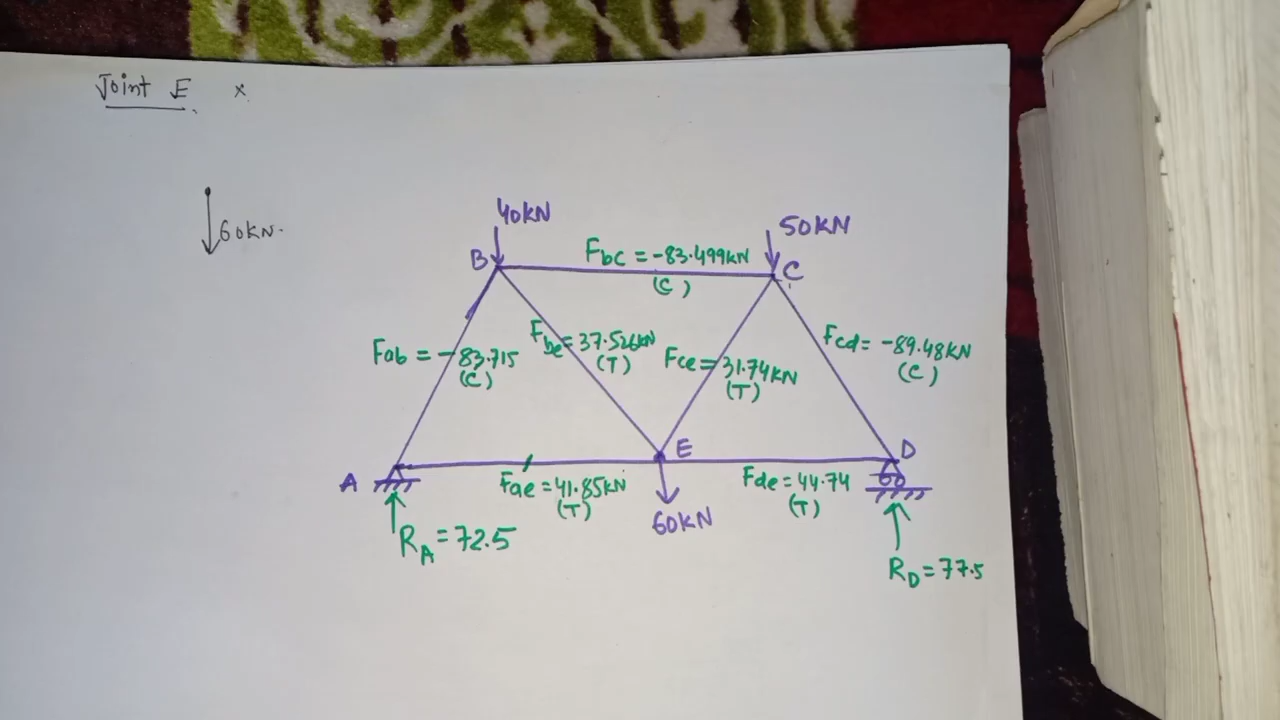 Joint E x
60KN.
40KN
50KN
B
Fbc = -83.499KN
(C)
C
Fab = -83.715
(C)
Fbe = 37.526KN
(T)
Fce = 31.74KN
(T)
Fcd = -89.48KN
(C)
E
D
A
Fae = 41.85KN
(T)
Fde = 44.74
(T)
60KN
RA = 72.5
RD = 77.5